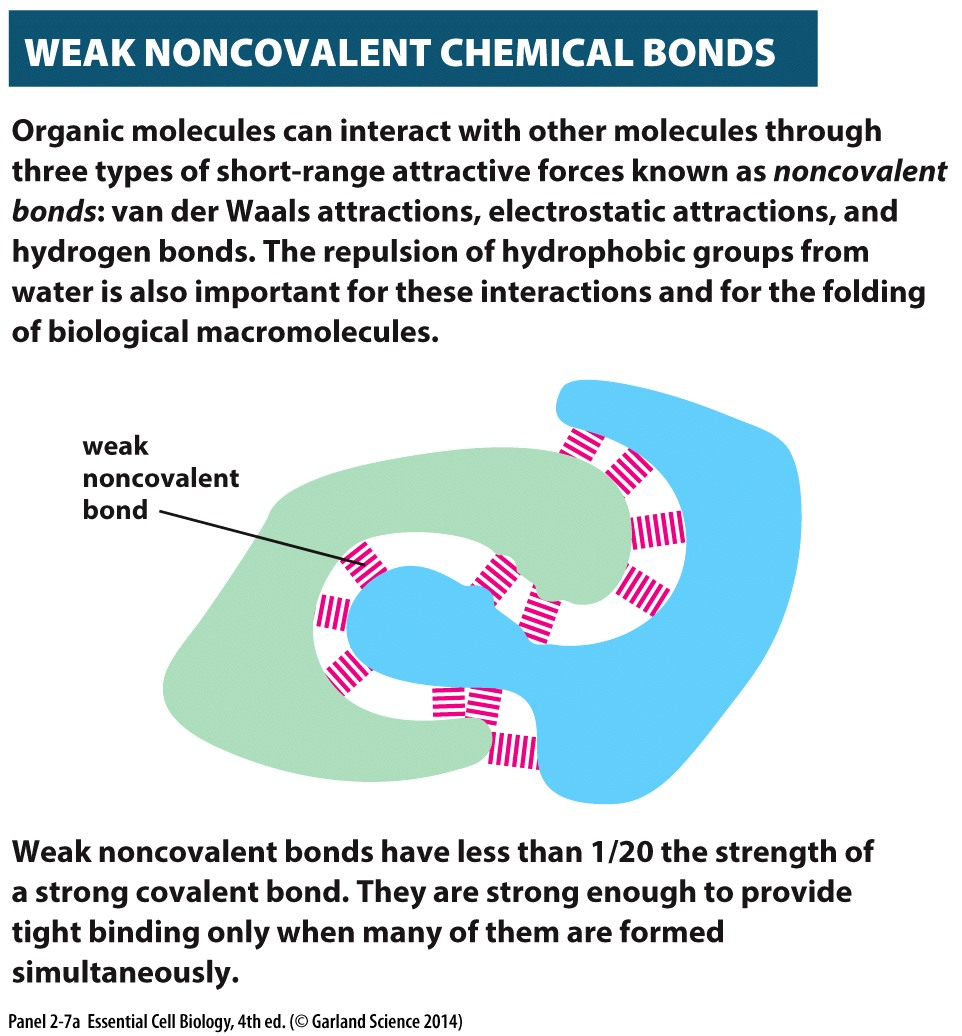 WEAK NONCOVALENT CHEMICAL BONDS
Organic molecules can interact with other molecules through
three types of short-range attractive forces known as noncovalent
bonds: van der Waals attractions, electrostatic attractions, and
hydrogen bonds. The repulsion of hydrophobic groups from
water is also important for these interactions and for the folding
of biological macromolecules.
weak
noncovalent
bond
Weak noncovalent bonds have less than 1/20 the strength of
a strong covalent bond. They are strong enough to provide
tight binding only when many of them are formed
simultaneously.
Panel 2-7a Essential Cell Biology, 4th ed. (© Garland Science 2014)